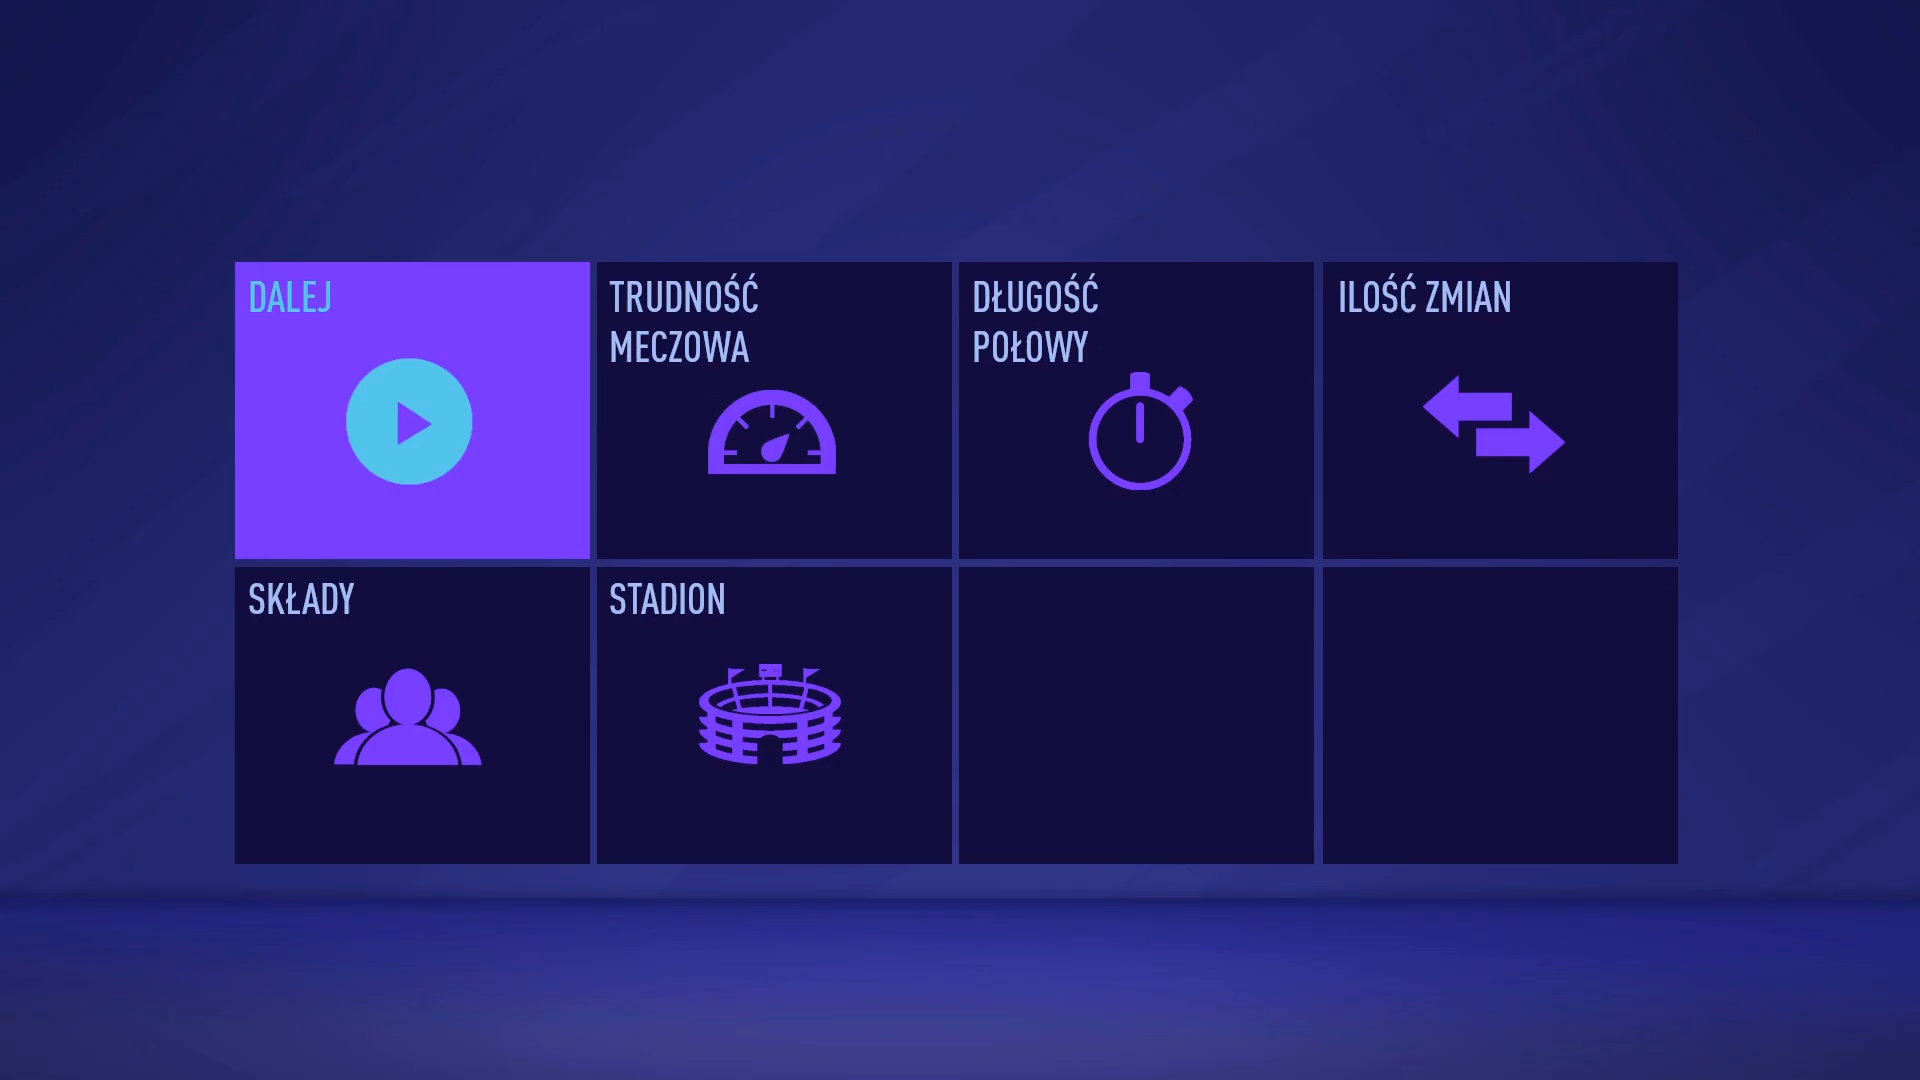 DALEJ
TRUDNOŚĆ
MECZOWA
DŁUGOŚĆ
POŁOWY
ILOŚĆ ZMIAN
SKŁADY
STADION